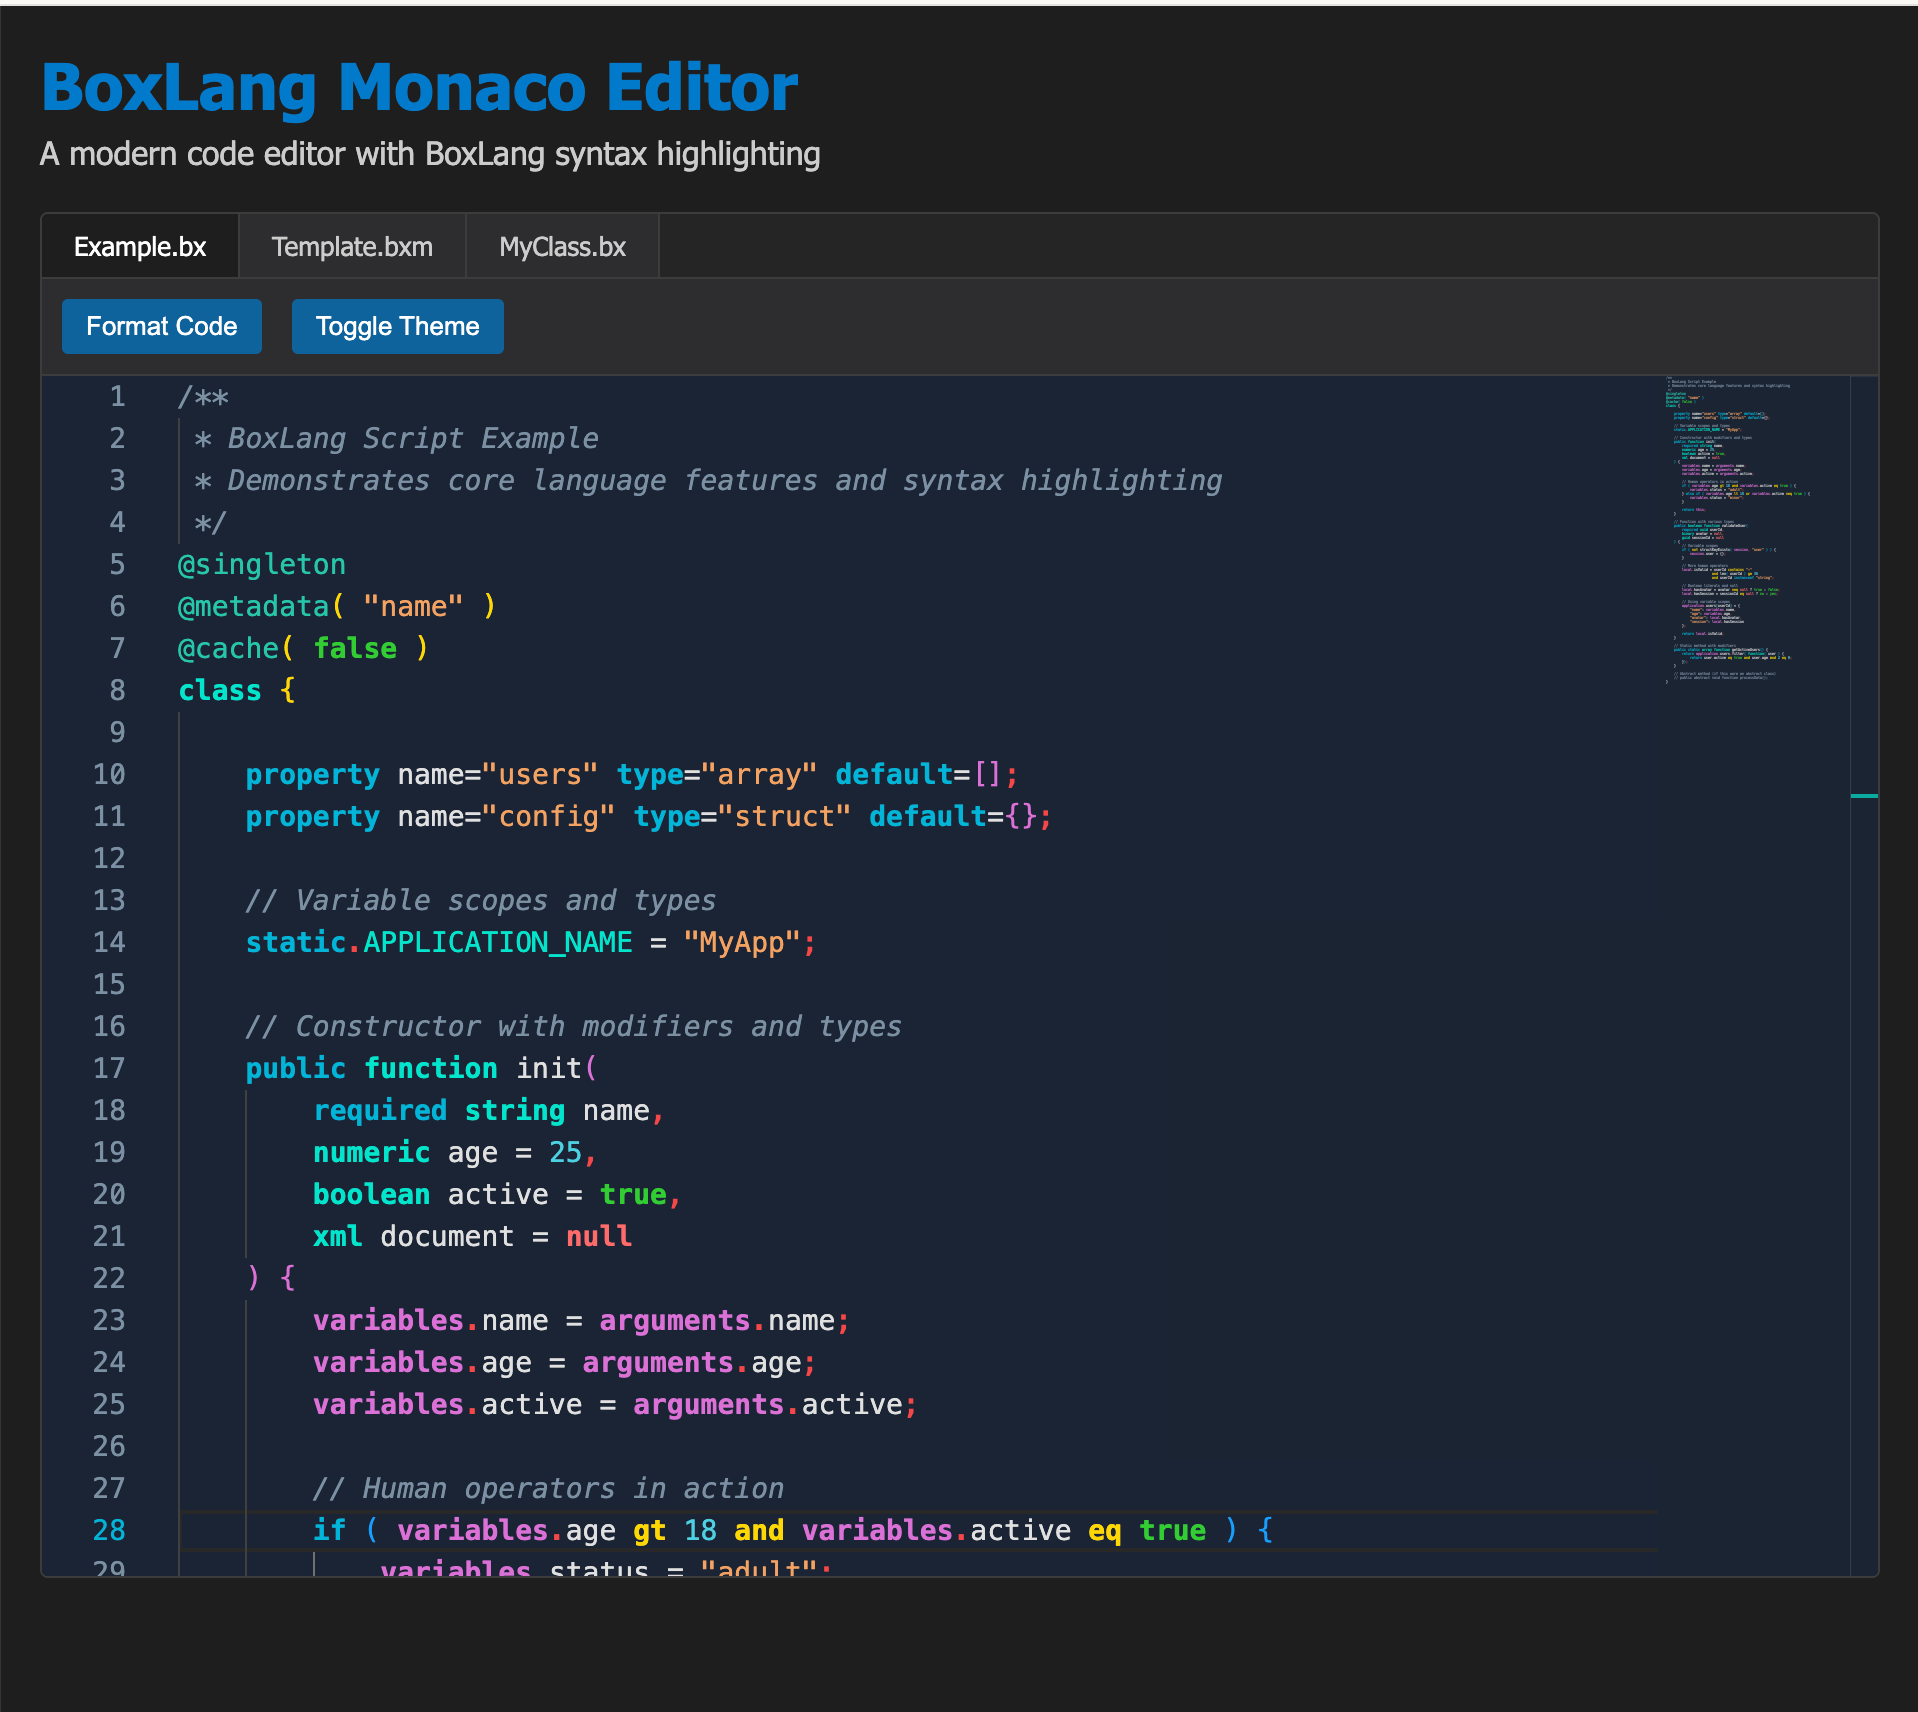 BoxLang Monaco Editor
A modern code editor with BoxLang syntax highlighting
Example.bx Template.bxm MyClass.bx
Format Code Toggle Theme
1 /**
2  * BoxLang Script Example
3  * Demonstrates core language features and syntax highlighting
4  */
5 @singleton
6 @metadata( "name" )
7 @cache( false )
8 class {
9
10     property name="users" type="array" default=[];
11     property name="config" type="struct" default={};
12
13     // Variable scopes and types
14     static.APPLICATION_NAME = "MyApp";
15
16     // Constructor with modifiers and types
17     public function init(
18         required string name,
19         numeric age = 25,
20         boolean active = true,
21         xml document = null
22     ) {
23         variables.name = arguments.name;
24         variables.age = arguments.age;
25         variables.active = arguments.active;
26
27         // Human operators in action
28         if ( variables.age gt 18 and variables.active eq true ) {
29             variables.status = "adult";